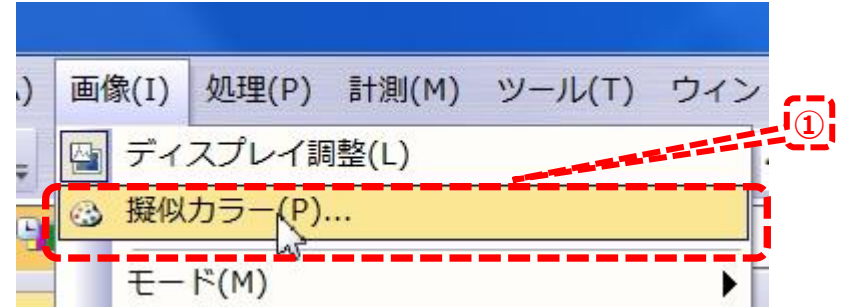 ) 画像(I) 処理(P) 計測(M) ツール(T) ウィン
①
ディスプレイ調整(L)
擬似カラー(P)...
モード(M)